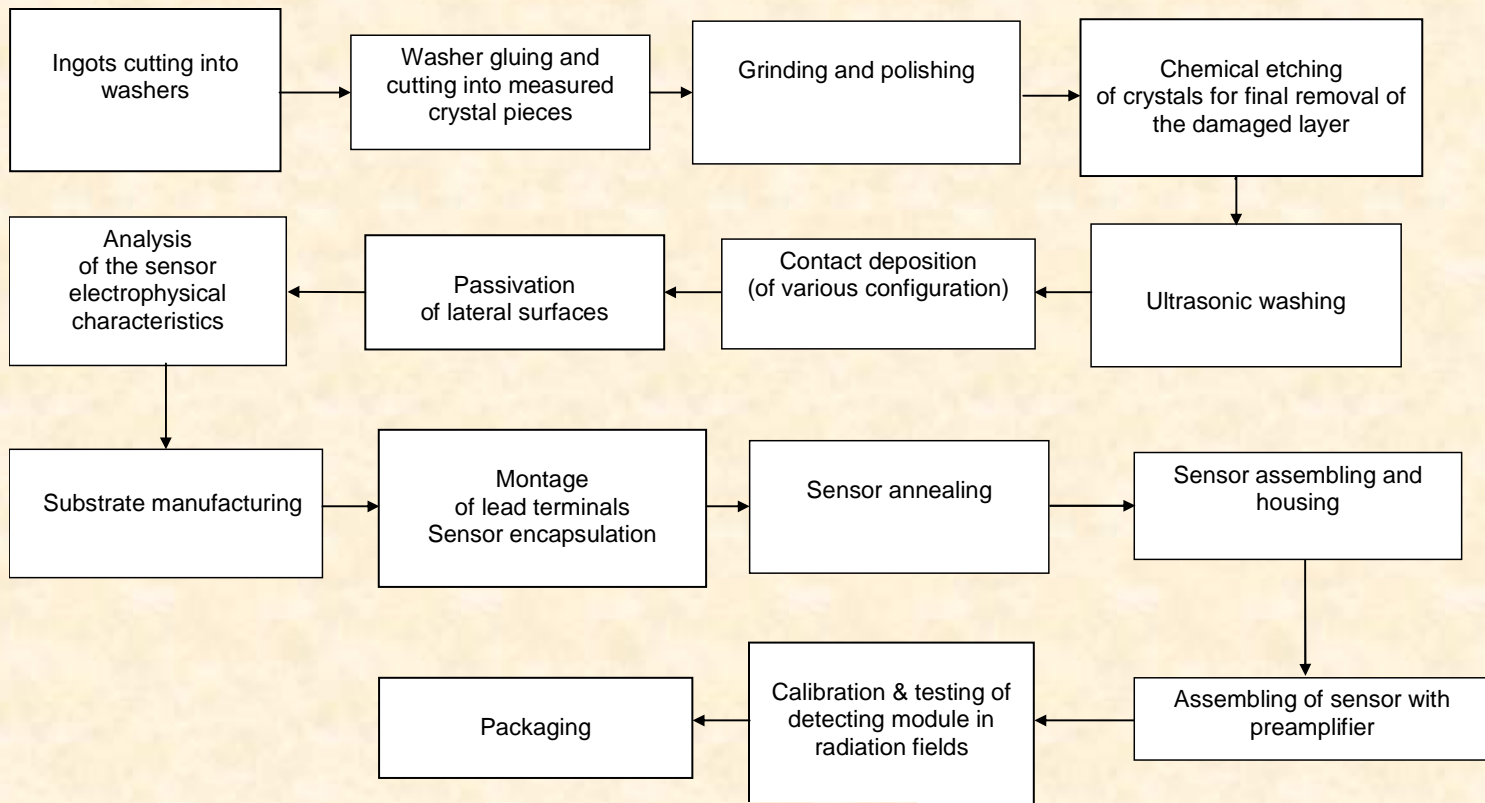 Ingots cutting into
washers
Washer gluing and
cutting into measured
crystal pieces
Grinding and polishing
Chemical etching
of crystals for final removal of
the damaged layer
Ultrasonic washing
Contact deposition
(of various configuration)
Passivation
of lateral surfaces
Analysis
of the sensor
electrophysical
characteristics
Substrate manufacturing
Montage
of lead terminals
Sensor encapsulation
Sensor annealing
Sensor assembling and
housing
Assembling of sensor with
preamplifier
Calibration & testing of
detecting module in
radiation fields
Packaging